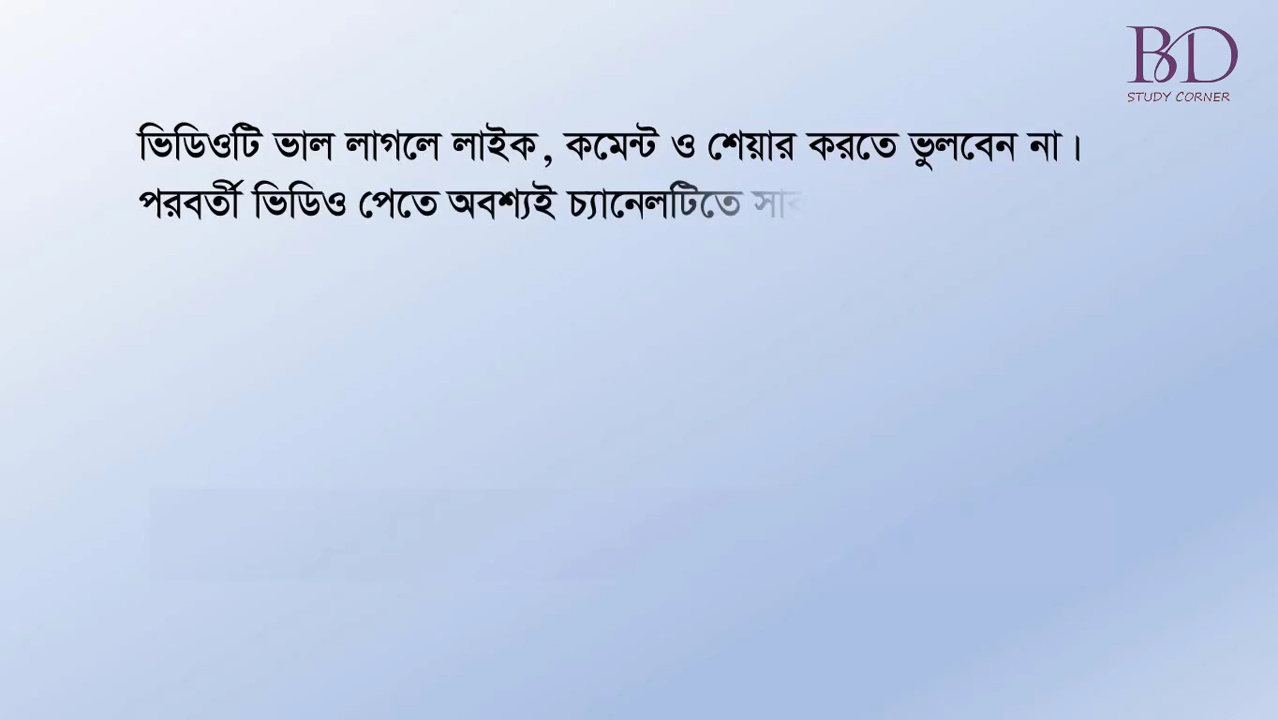 BD
STUDY CORNER
ভিডিওটি ভাল লাগলে লাইক, কমেন্ট ও শেয়ার করতে ভুলবেন না।
পরবর্তী ভিডিও পেতে অবশ্যই চ্যানেলটিতে